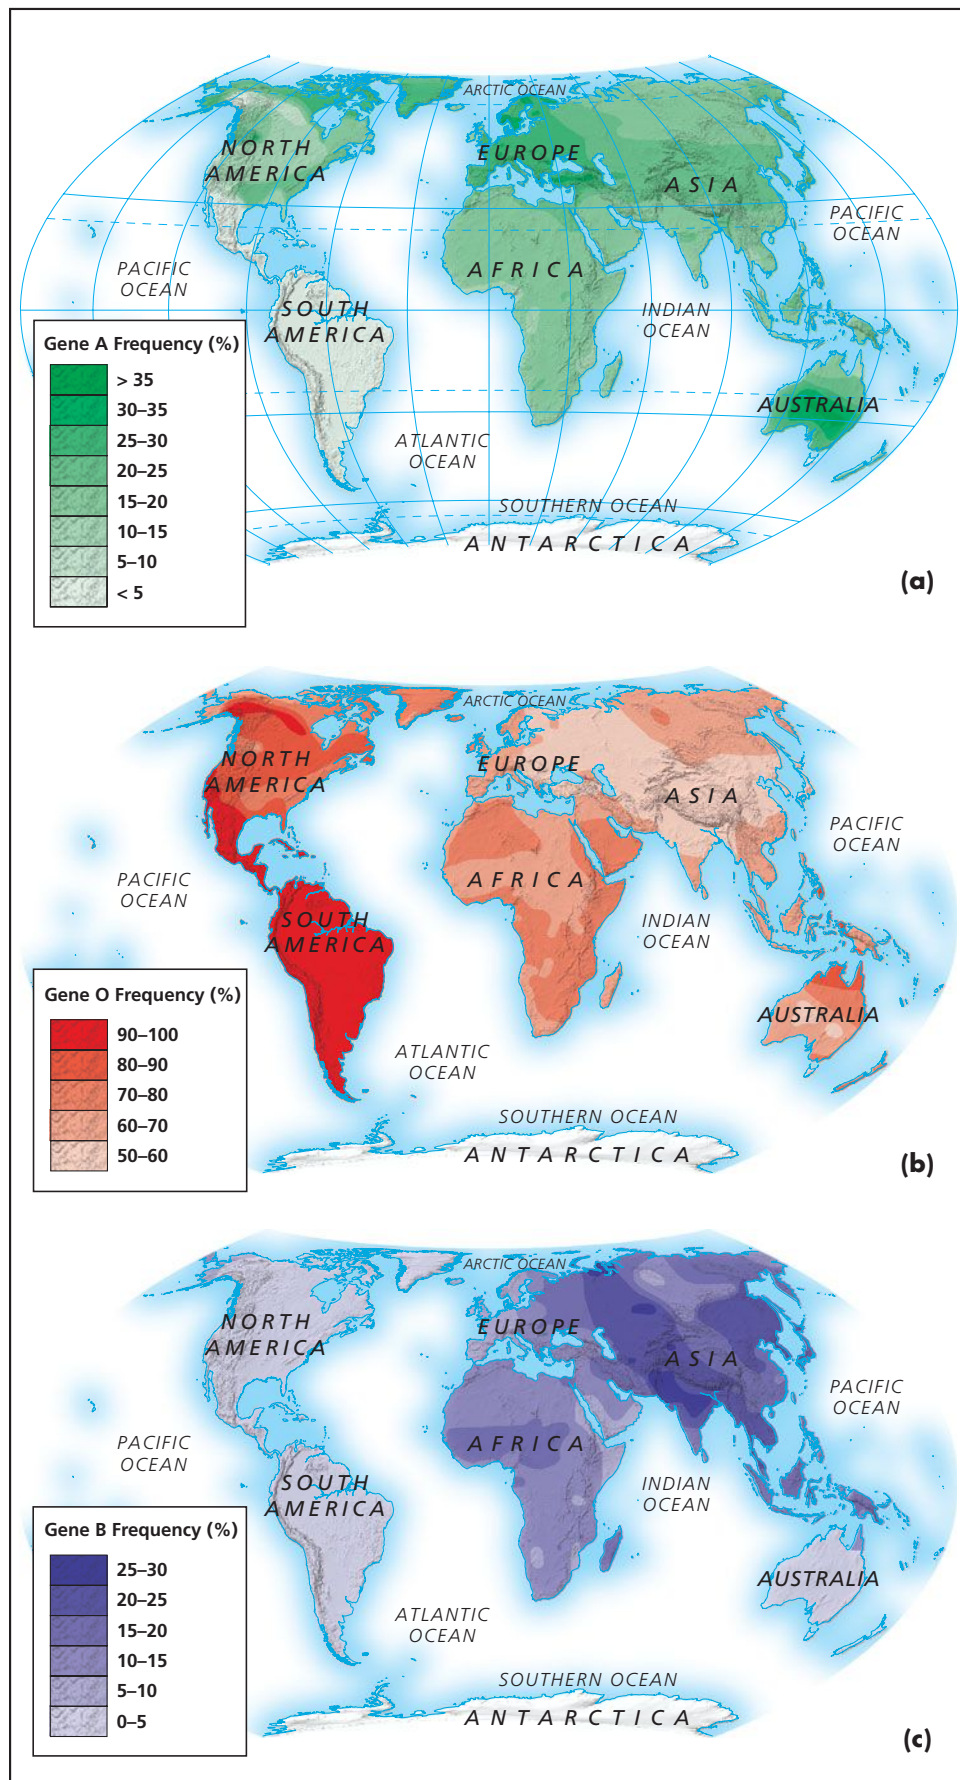 ARCTIC OCEAN
NORTH
AMERICA
EUROPE
ASIA
PACIFIC
OCEAN
PACIFIC
OCEAN
AFRICA
SOUTH
AMERICA
INDIAN
OCEAN
AUSTRALIA
ATLANTIC
OCEAN
SOUTHERN OCEAN
ANTARCTICA
Gene A Frequency (%)
> 35
30–35
25–30
20–25
15–20
10–15
5–10
< 5
(a)
ARCTIC OCEAN
NORTH
AMERICA
EUROPE
ASIA
PACIFIC
OCEAN
PACIFIC
OCEAN
AFRICA
SOUTH
AMERICA
INDIAN
OCEAN
AUSTRALIA
ATLANTIC
OCEAN
SOUTHERN OCEAN
ANTARCTICA
Gene O Frequency (%)
90–100
80–90
70–80
60–70
50–60
(b)
ARCTIC OCEAN
NORTH
AMERICA
EUROPE
ASIA
PACIFIC
OCEAN
PACIFIC
OCEAN
AFRICA
SOUTH
AMERICA
INDIAN
OCEAN
AUSTRALIA
ATLANTIC
OCEAN
SOUTHERN OCEAN
ANTARCTICA
Gene B Frequency (%)
25–30
20–25
15–20
10–15
5–10
0–5
(c)